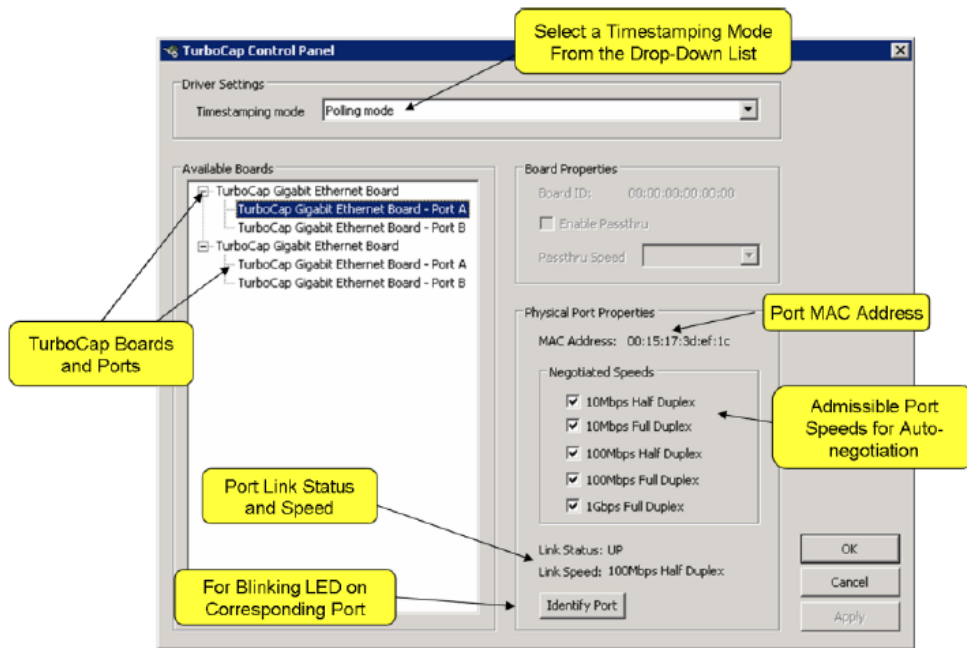 Select a Timestamping Mode
From the Drop-Down List
TurboCap Control Panel
Driver Settings
Timestamping mode
Polling mode
Available Boards
TurboCap Gigabit Ethernet Board
TurboCap Gigabit Ethernet Board - Port A
TurboCap Gigabit Ethernet Board - Port B
TurboCap Gigabit Ethernet Board
TurboCap Gigabit Ethernet Board - Port A
TurboCap Gigabit Ethernet Board - Port B
TurboCap Boards
and Ports
Board Properties
Board ID: 00:00:00:00:00:00
Enable Passthru
Passthru Speed
Physical Port Properties
Port MAC Address
MAC Address: 00:15:17:3d:ef:1c
Negotiated Speeds
10Mbps Half Duplex
10Mbps Full Duplex
100Mbps Half Duplex
100Mbps Full Duplex
1Gbps Full Duplex
Admissible Port
Speeds for Auto-
negotiation
Port Link Status
and Speed
Link Status: UP
Link Speed: 100Mbps Half Duplex
For Blinking LED on
Corresponding Port
Identify Port
OK
Cancel
Apply